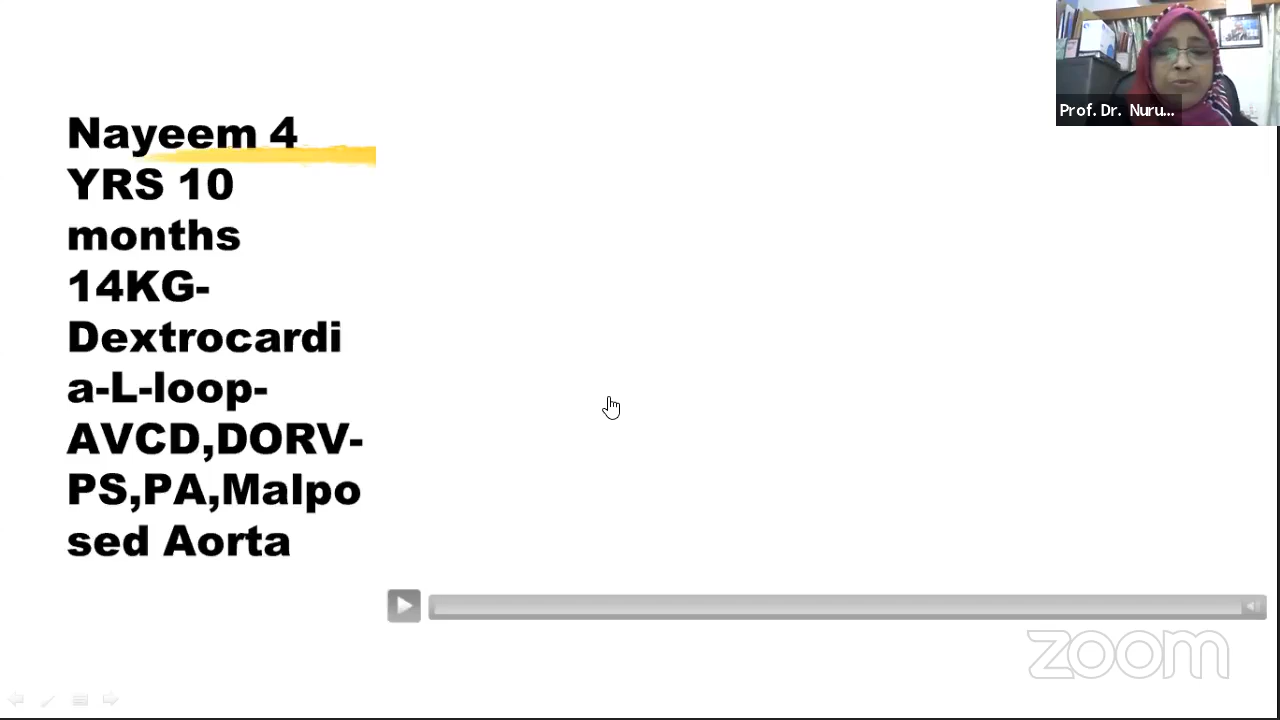 Prof. Dr. Nuru...
Nayeem 4
YRS 10
months
14KG-
Dextrocardi
a-L-loop-
AVCD,DORV-
PS,PA,Malpo
sed Aorta
zoom